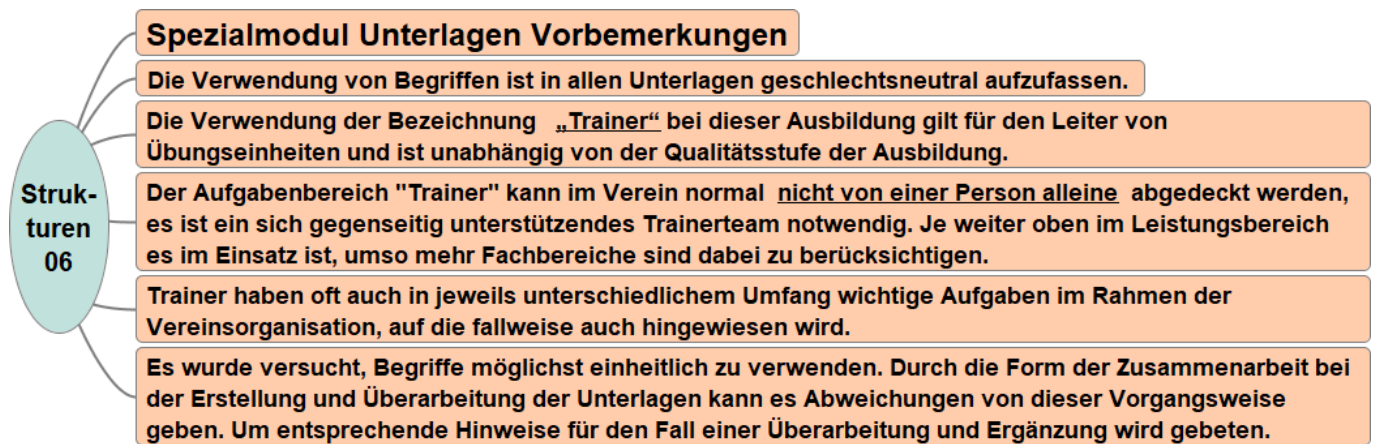 Spezialmodul Unterlagen Vorbemerkungen
Die Verwendung von Begriffen ist in allen Unterlagen geschlechtsneutral aufzufassen.
Die Verwendung der Bezeichnung „Trainer“ bei dieser Ausbildung gilt für den Leiter von
Übungseinheiten und ist unabhängig von der Qualitätsstufe der Ausbildung.
Struk-
turen
06
Der Aufgabenbereich "Trainer" kann im Verein normal nicht von einer Person alleine abgedeckt werden,
es ist ein sich gegenseitig unterstützendes Trainerteam notwendig. Je weiter oben im Leistungsbereich
es im Einsatz ist, umso mehr Fachbereiche sind dabei zu berücksichtigen.
Trainer haben oft auch in jeweils unterschiedlichem Umfang wichtige Aufgaben im Rahmen der
Vereinsorganisation, auf die fallweise auch hingewiesen wird.
Es wurde versucht, Begriffe möglichst einheitlich zu verwenden. Durch die Form der Zusammenarbeit bei
der Erstellung und Überarbeitung der Unterlagen kann es Abweichungen von dieser Vorgangsweise
geben. Um entsprechende Hinweise für den Fall einer Überarbeitung und Ergänzung wird gebeten.